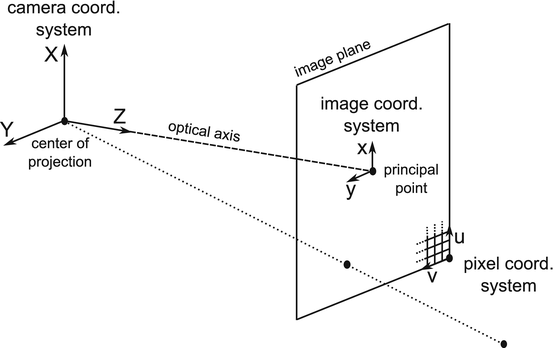 camera coord.
system
X
Y
Z
center of
projection
optical axis
image plane
image coord.
system
x
y
principal
point
u
v
pixel coord.
system